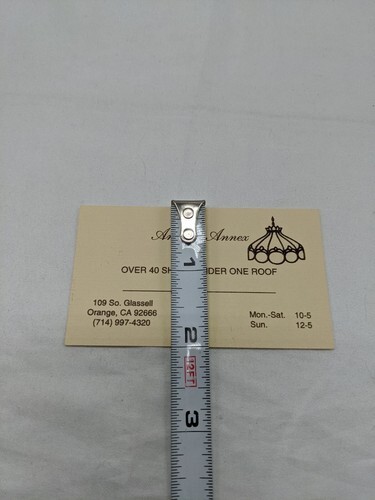 An Annex
OVER 40 SH DER ONE ROOF
109 So. Glassell
Orange, CA 92666
(714) 997-4320
Mon.-Sat. 10-5
Sun. 12-5
1
2
12FT
3